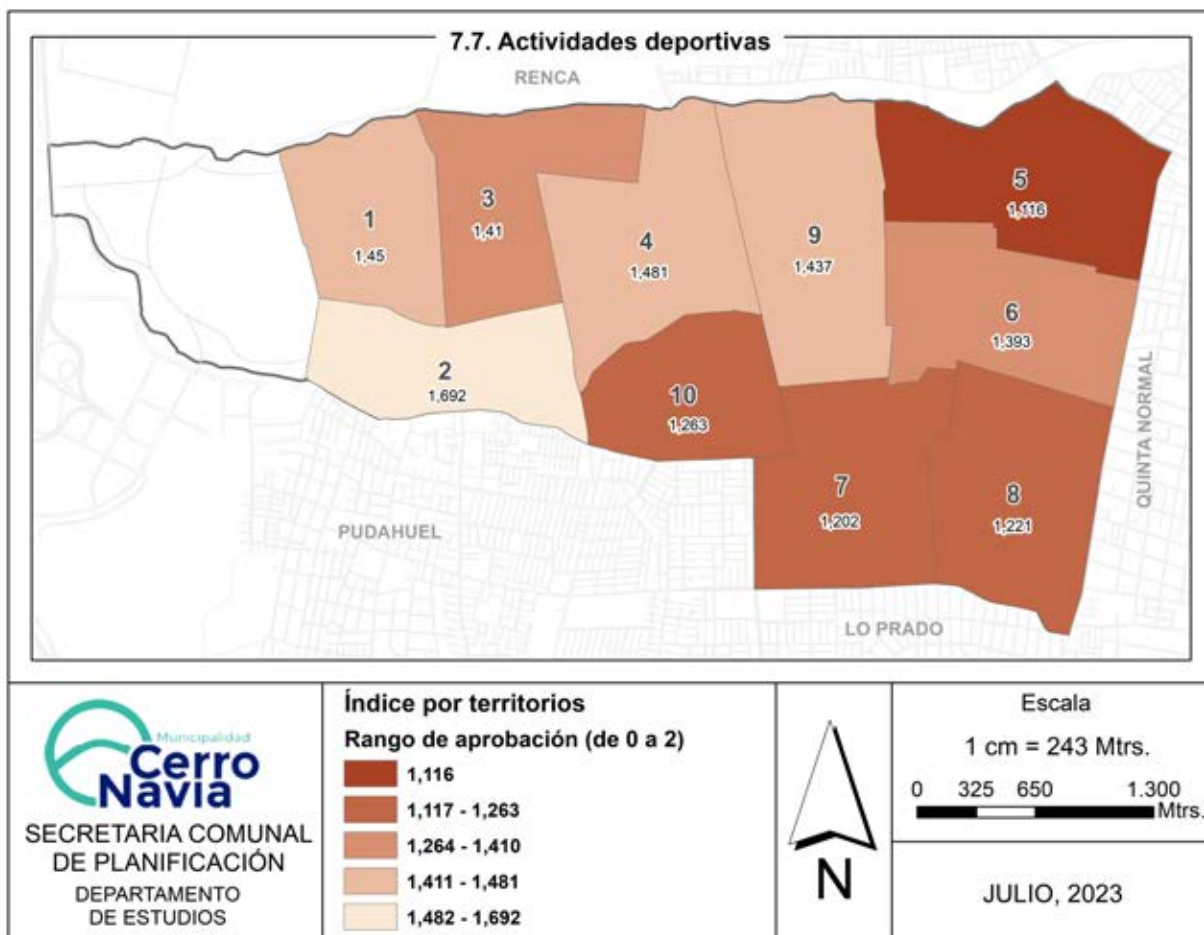 7.7. Actividades deportivas
RENCA
1
1,45
3
1,41
4
1,481
9
1,437
5
1,116
6
1,393
2
1,692
10
1,263
7
1,202
8
1,221
QUINTA NORMAL
PUDAHUEL
LO PRADO
Municipalidad
Cerro
Navia
SECRETARIA COMUNAL
DE PLANIFICACIÓN
DEPARTAMENTO
DE ESTUDIOS
Índice por territorios
Rango de aprobación (de 0 a 2)
1,116
1,117 - 1,263
1,264 - 1,410
1,411 - 1,481
1,482 - 1,692
N
Escala
1 cm = 243 Mtrs.
0 325 650 1.300
Mtrs.
JULIO, 2023